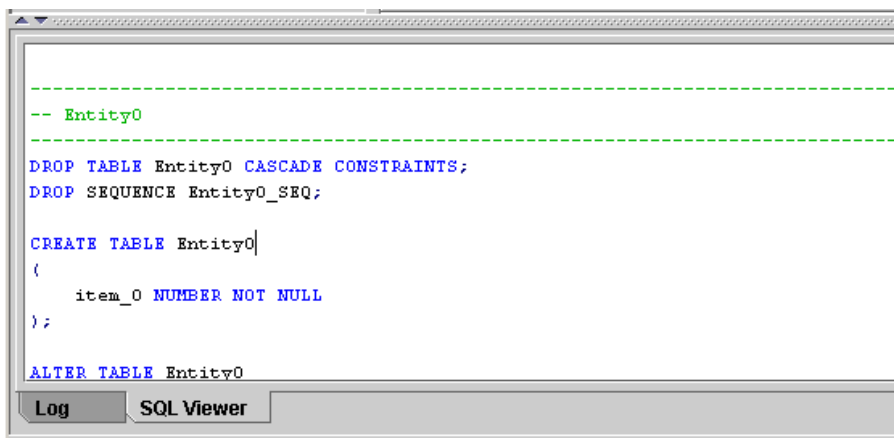 --------------------------------------------------------------------------------
-- Entity0
--------------------------------------------------------------------------------
DROP TABLE Entity0 CASCADE CONSTRAINTS;
DROP SEQUENCE Entity0_SEQ;
CREATE TABLE Entity0
(
    item_0 NUMBER NOT NULL
);
ALTER TABLE Entity0
Log SQL Viewer